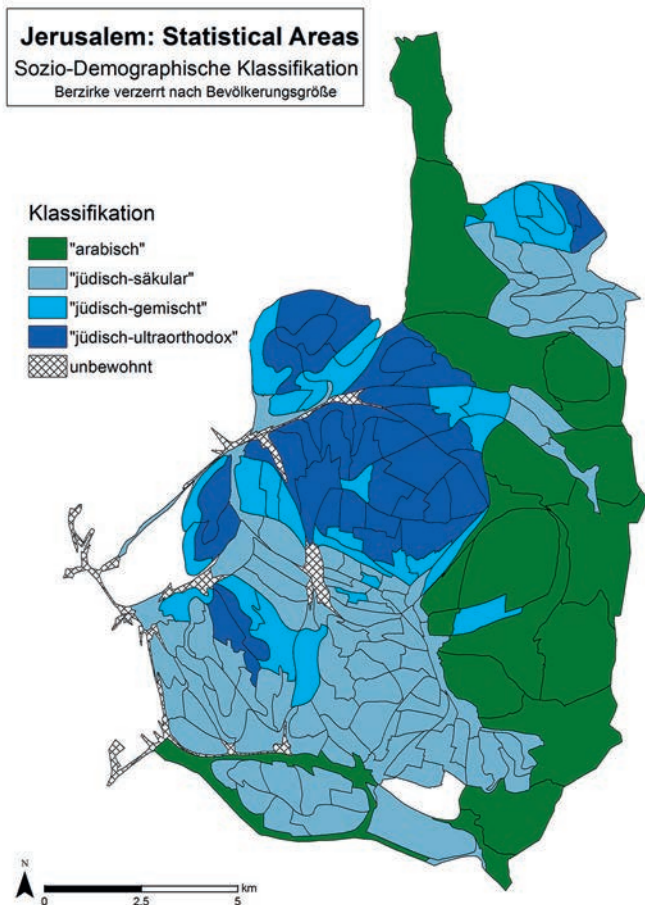 Jerusalem: Statistical Areas
Sozio-Demographische Klassifikation
Berzirke verzerrt nach Bevölkerungsgröße
Klassifikation
"arabisch"
"jüdisch-säkular"
"jüdisch-gemischt"
"jüdisch-ultraorthodox"
unbewohnt
N
km
0 2.5 5